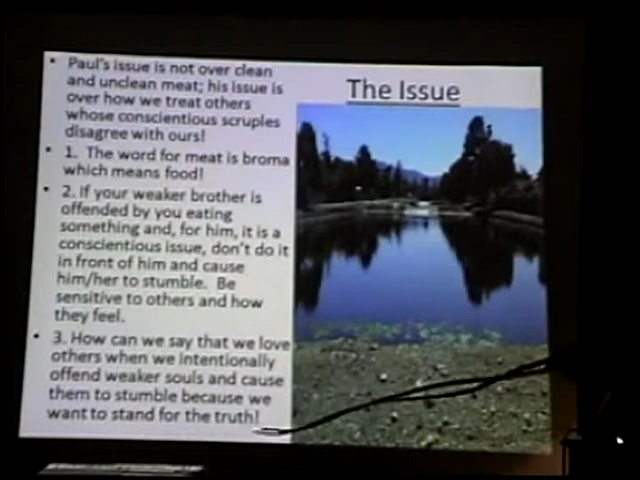 The Issue
• Paul's issue is not over clean
and unclean meat; his issue is
over how we treat others
whose conscientious scruples
disagree with ours!
• 1. The word for meat is broma
which means food!
• 2. If your weaker brother is
offended by you eating
something and, for him, it is a
conscientious issue, don't do it
in front of him and cause
him/her to stumble. Be
sensitive to others and how
they feel.
• 3. How can we say that we love
others when we intentionally
offend weaker souls and cause
them to stumble because we
want to stand for the truth!